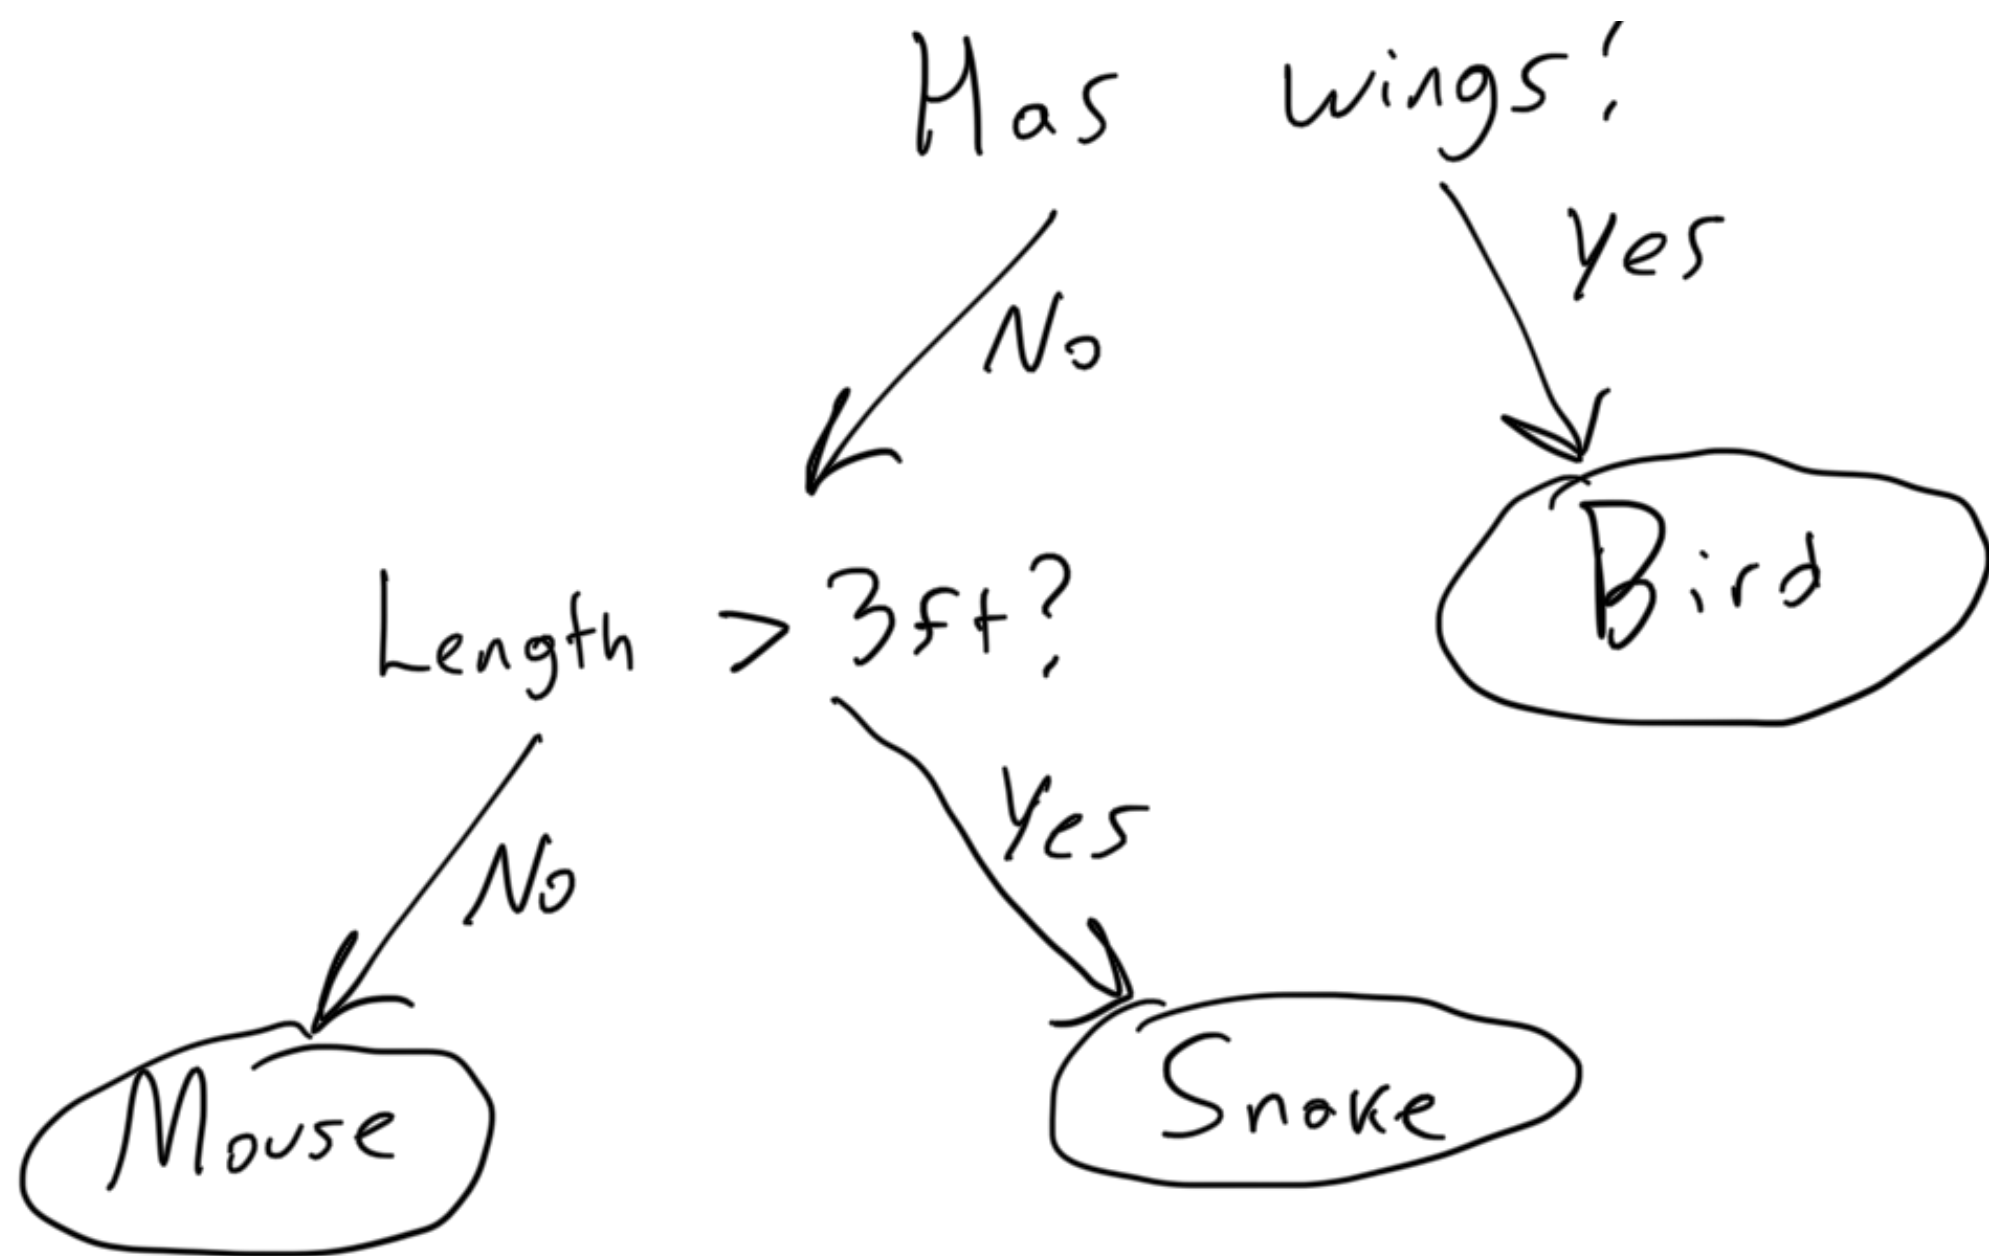 Has wings?
Yes
No
Length > 3ft?
Bird
Yes
No
Snake
Mouse